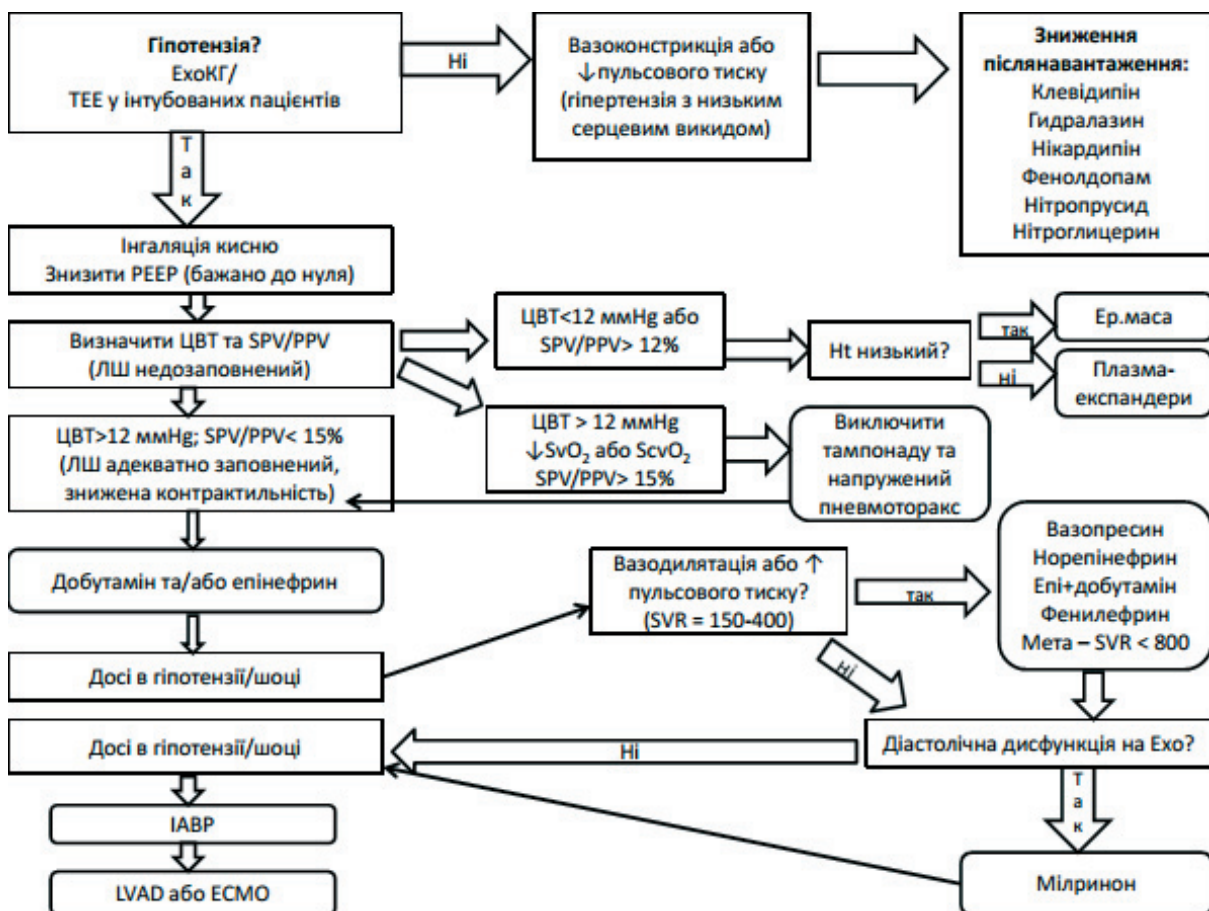 Гіпотензія?
ЕхоКГ/
ТЕЕ у інтубованих пацієнтів
Ні
Вазоконстрикція або
↓пульсового тиску
(гіпертензія з низьким
серцевим викидом)
Зниження
післянавантаження:
Клевідипін
Гидралазин
Нікардипін
Фенолдопам
Нітропрусид
Нітроглицерин
Так
Інгаляція кисню
Знизити PEEP (бажано до нуля)
Визначити ЦВТ та SPV/PPV
(ЛШ недозаповнений)
ЦВТ<12 ммHg або
SPV/PPV> 12%
Ht низький?
так
Ер.маса
ні
Плазма-
експандери
ЦВТ>12 ммHg; SPV/PPV< 15%
(ЛШ адекватно заповнений,
знижена контрактильність)
ЦВТ > 12 ммHg
↓SvO₂ або ScvO₂
SPV/PPV> 15%
Виключити
тампонаду та
напружений
пневмоторакс
Добутамін та/або епінефрин
Вазодилятація або ↑
пульсового тиску?
(SVR = 150-400)
так
Вазопресин
Норепінефрин
Епі+добутамін
Фенилефрин
Мета – SVR < 800
Досі в гіпотензії/шоці
ні
Досі в гіпотензії/шоці
Ні
Діастолічна дисфункція на Ехо?
Так
IABP
LVAD або ECMO
Мілринон